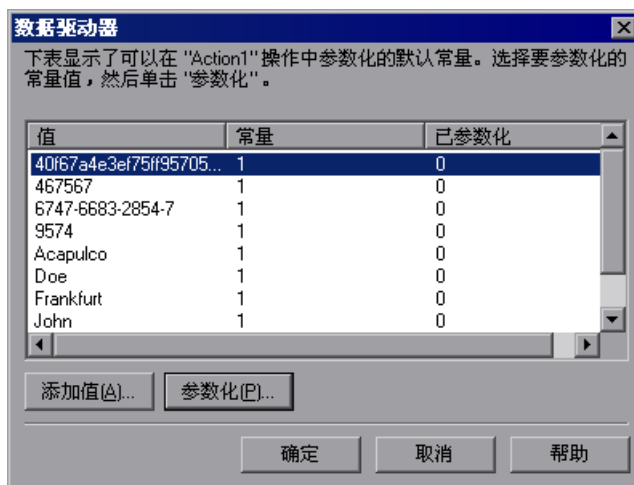 数据驱动器
下表显示了可以在 "Action1"操作中参数化的默认常量。选择要参数化的
常量值，然后单击 "参数化"。
值 常量 已参数化
40f67a4e3ef75ff95705... 1 0
467567 1 0
6747-6683-2854-7 1 0
9574 1 0
Acapulco 1 0
Doe 1 0
Frankfurt 1 0
John 1 0
添加值(A)... 参数化(P)...
确定 取消 帮助